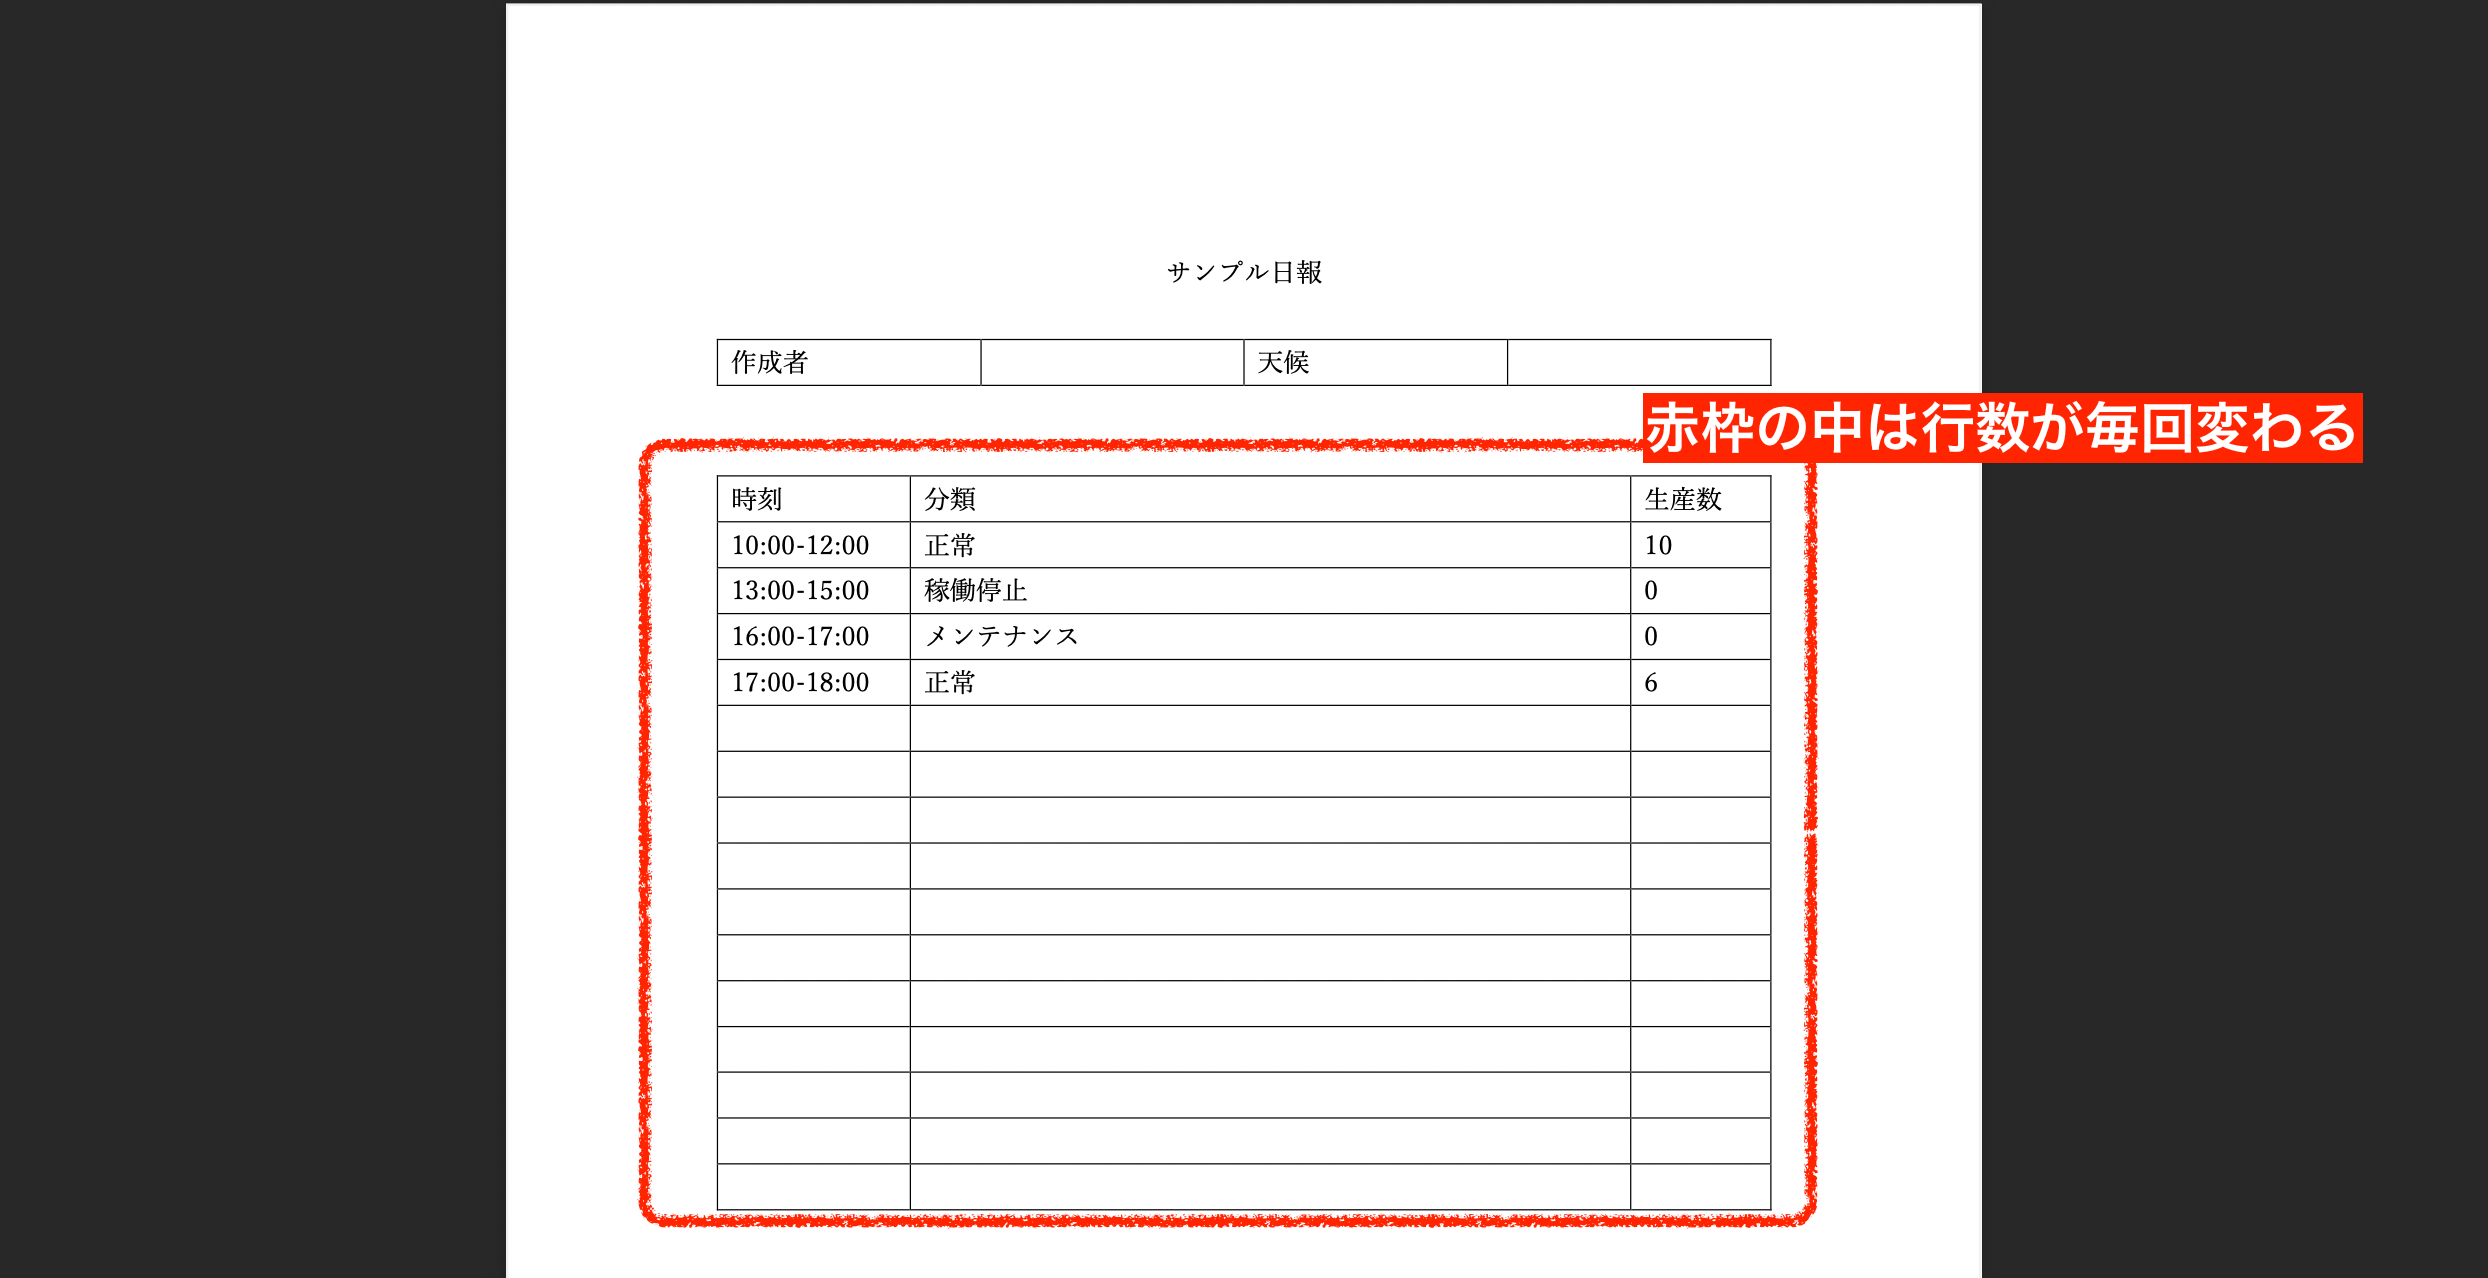 サンプル日報
作成者 天候
赤枠の中は行数が毎回変わる
時刻 分類 生産数
10:00-12:00 正常 10
13:00-15:00 稼働停止 0
16:00-17:00 メンテナンス 0
17:00-18:00 正常 6